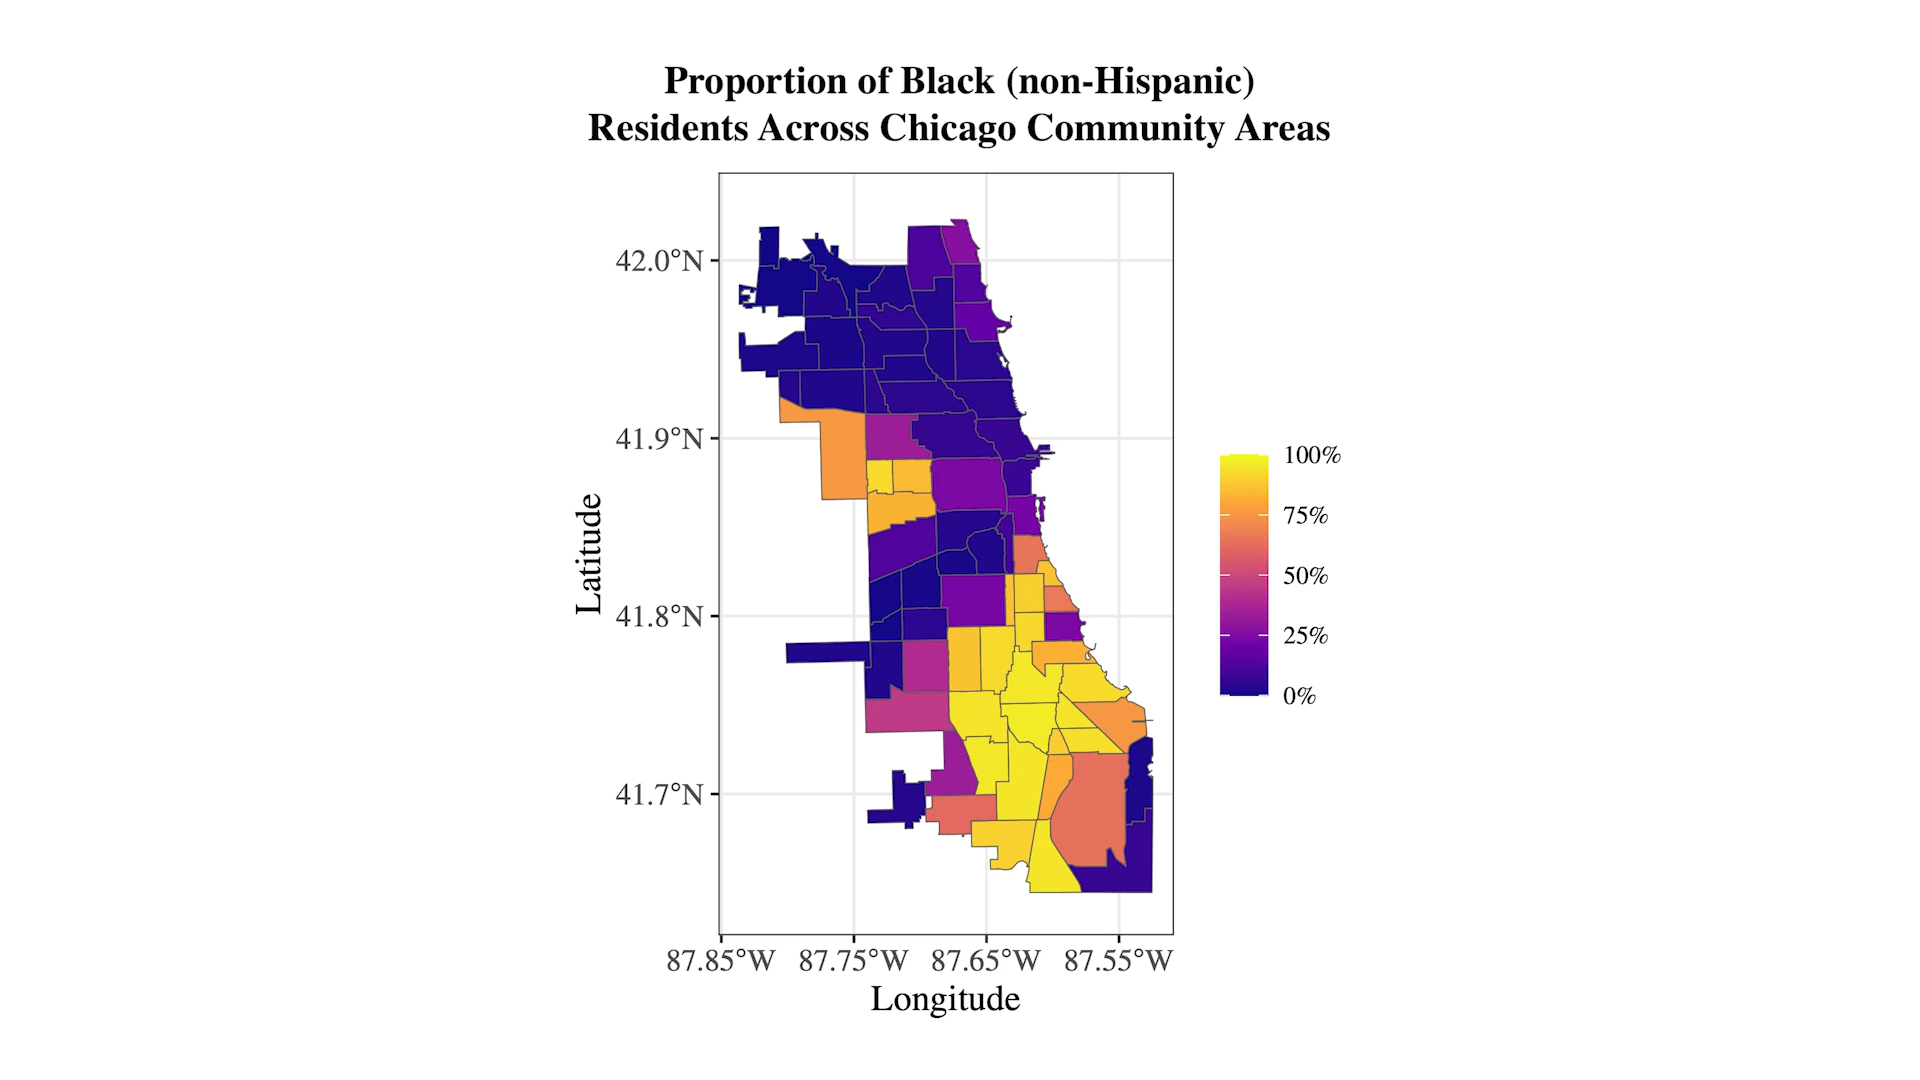 Proportion of Black (non-Hispanic)
Residents Across Chicago Community Areas
42.0°N
41.9°N
41.8°N
41.7°N
Latitude
87.85°W
87.75°W
87.65°W
87.55°W
Longitude
100%
75%
50%
25%
0%